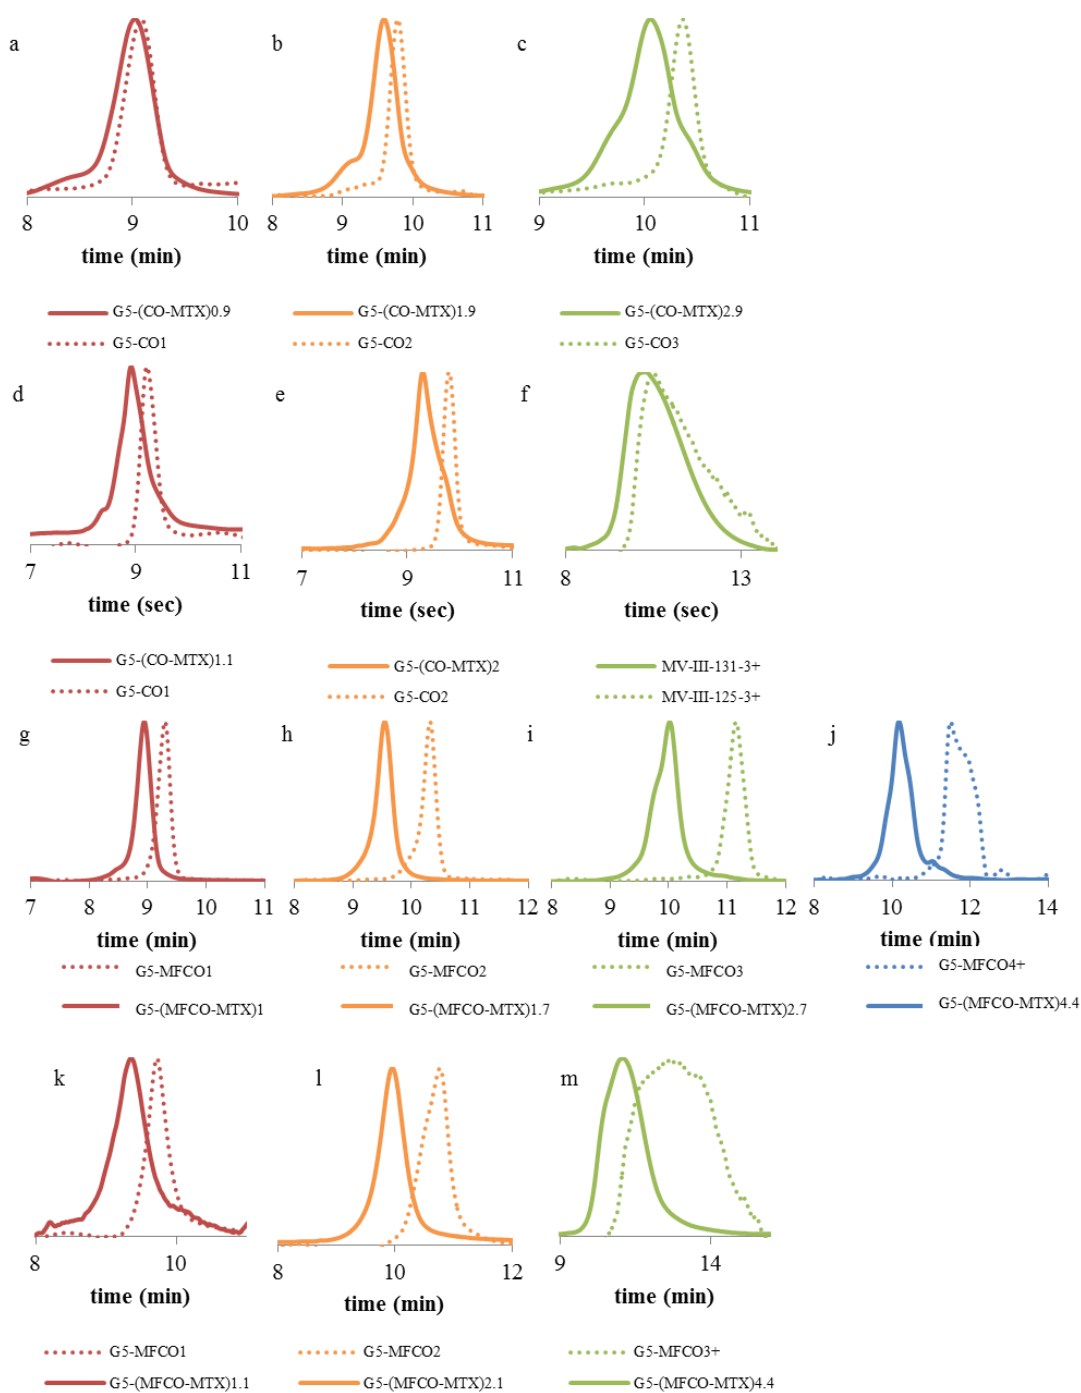 a b c
8 9 10 8 9 10 11 9 10 11
time (min) time (min) time (min)
G5-(CO-MTX)0.9 G5-(CO-MTX)1.9 G5-(CO-MTX)2.9
G5-CO1 G5-CO2 G5-CO3
d e f
7 9 11 7 9 11 8 13
time (sec) time (sec) time (sec)
G5-(CO-MTX)1.1 G5-(CO-MTX)2 MV-III-131-3+
G5-CO1 G5-CO2 MV-III-125-3+
g h i j
7 8 9 10 11 8 9 10 11 12 8 9 10 11 12 8 10 12 14
time (min) time (min) time (min) time (min)
G5-MFCO1 G5-MFCO2 G5-MFCO3 G5-MFCO4+
G5-(MFCO-MTX)1 G5-(MFCO-MTX)1.7 G5-(MFCO-MTX)2.7 G5-(MFCO-MTX)4.4
k l m
8 10 8 10 12 9 14
time (min) time (min) time (min)
G5-MFCO1 G5-MFCO2 G5-MFCO3+
G5-(MFCO-MTX)1.1 G5-(MFCO-MTX)2.1 G5-(MFCO-MTX)4.4